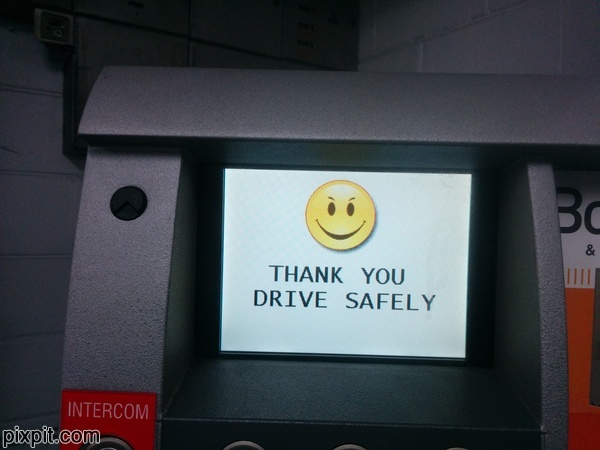 THANK YOU
DRIVE SAFELY
&
INTERCOM
pixpit.com